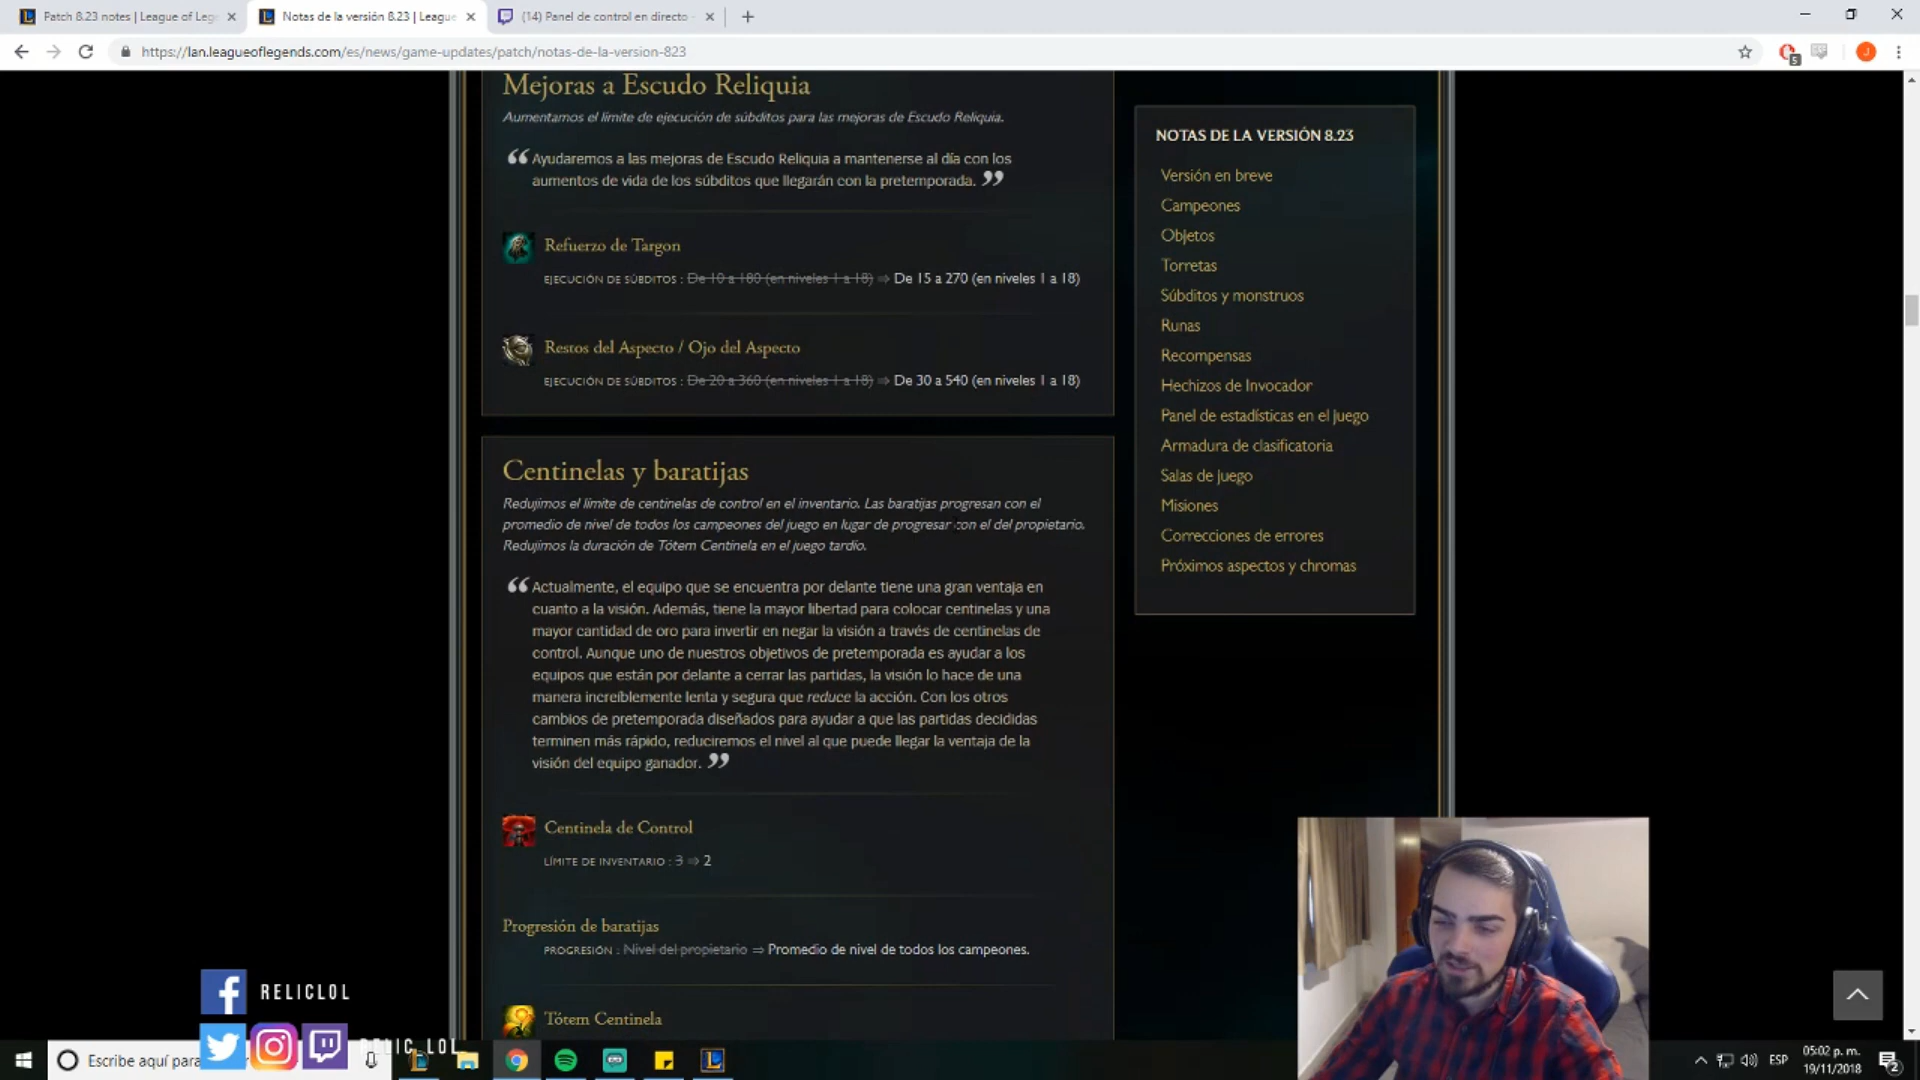 Patch 8.23 notes | League of Leg
Notas de la versión 8.23 | League
(14) Panel de control en directo
https://lan.leagueoflegends.com/es/news/game-updates/patch/notas-de-la-version-823
5
J
Mejoras a Escudo Reliquia
Aumentamos el límite de ejecución de súbditos para las mejoras de Escudo Reliquia.
“ Ayudaremos a las mejoras de Escudo Reliquia a mantenerse al día con los
aumentos de vida de los súbditos que llegarán con la pretemporada. ”
Refuerzo de Targon
EJECUCIÓN DE SÚBDITOS : De 10 a 180 (en niveles 1 a 18) ⇒ De 15 a 270 (en niveles 1 a 18)
Restos del Aspecto / Ojo del Aspecto
EJECUCIÓN DE SÚBDITOS : De 20 a 360 (en niveles 1 a 18) ⇒ De 30 a 540 (en niveles 1 a 18)
Centinelas y baratijas
Redujimos el límite de centinelas de control en el inventario. Las baratijas progresan con el
promedio de nivel de todos los campeones del juego en lugar de progresar con el del propietario.
Redujimos la duración de Tótem Centinela en el juego tardío.
“ Actualmente, el equipo que se encuentra por delante tiene una gran ventaja en
cuanto a la visión. Además, tiene la mayor libertad para colocar centinelas y una
mayor cantidad de oro para invertir en negar la visión a través de centinelas de
control. Aunque uno de nuestros objetivos de pretemporada es ayudar a los
equipos que están por delante a cerrar las partidas, la visión lo hace de una
manera increíblemente lenta y segura que reduce la acción. Con los otros
cambios de pretemporada diseñados para ayudar a que las partidas decididas
terminen más rápido, reduciremos el nivel al que puede llegar la ventaja de la
visión del equipo ganador. ”
Centinela de Control
LÍMITE DE INVENTARIO : 3 ⇒ 2
Progresión de baratijas
PROGRESIÓN : Nivel del propietario ⇒ Promedio de nivel de todos los campeones.
Tótem Centinela
NOTAS DE LA VERSIÓN 8.23
Versión en breve
Campeones
Objetos
Torretas
Súbditos y monstruos
Runas
Recompensas
Hechizos de Invocador
Panel de estadísticas en el juego
Armadura de clasificatoria
Salas de juego
Misiones
Correcciones de errores
Próximos aspectos y chromas
RELICLOL
RELIC_LOL
Escribe aquí para
ESP
05:02 p. m.
19/11/2018
2